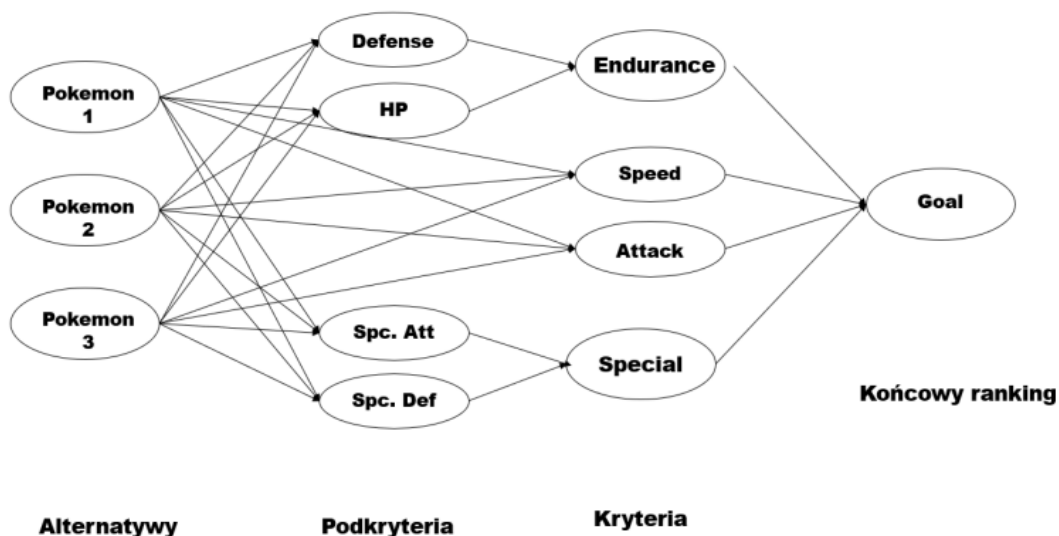 Defense
Endurance
Pokemon
1
HP
Speed
Pokemon
2
Goal
Attack
Pokemon
3
Spc. Att
Special
Spc. Def
Końcowy ranking
Alternatywy
Podkryteria
Kryteria